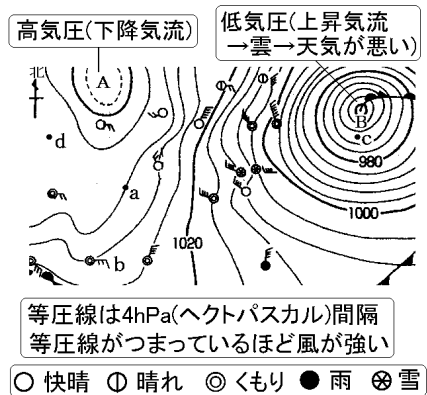 高気圧(下降気流)
低気圧(上昇気流
→雲→天気が悪い)
北
A
B
c
d
980
a
1000
1020
b
等圧線は4hPa(ヘクトパスカル)間隔
等圧線がつまっているほど風が強い
快晴 晴れ くもり 雨 雪